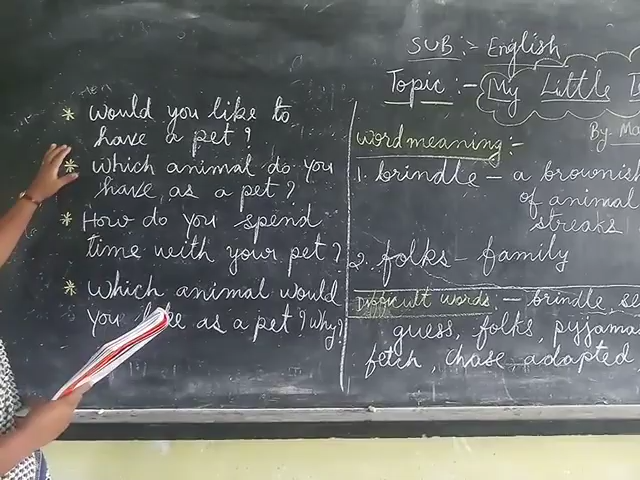 SUB:- English
Topic:- My Little
By:
* Would you like to
have a pet?
* Which animal do you
have, as a pet?
* How do you spend
time with your pet?
* Which animal would
you like as a pet? Why?
word meaning:-
1. brindle - a brownish
of animal
streaks
2. folks - family
Difficult words - brindle,
guess, folks, pyjama
fetch, chase, adapted,